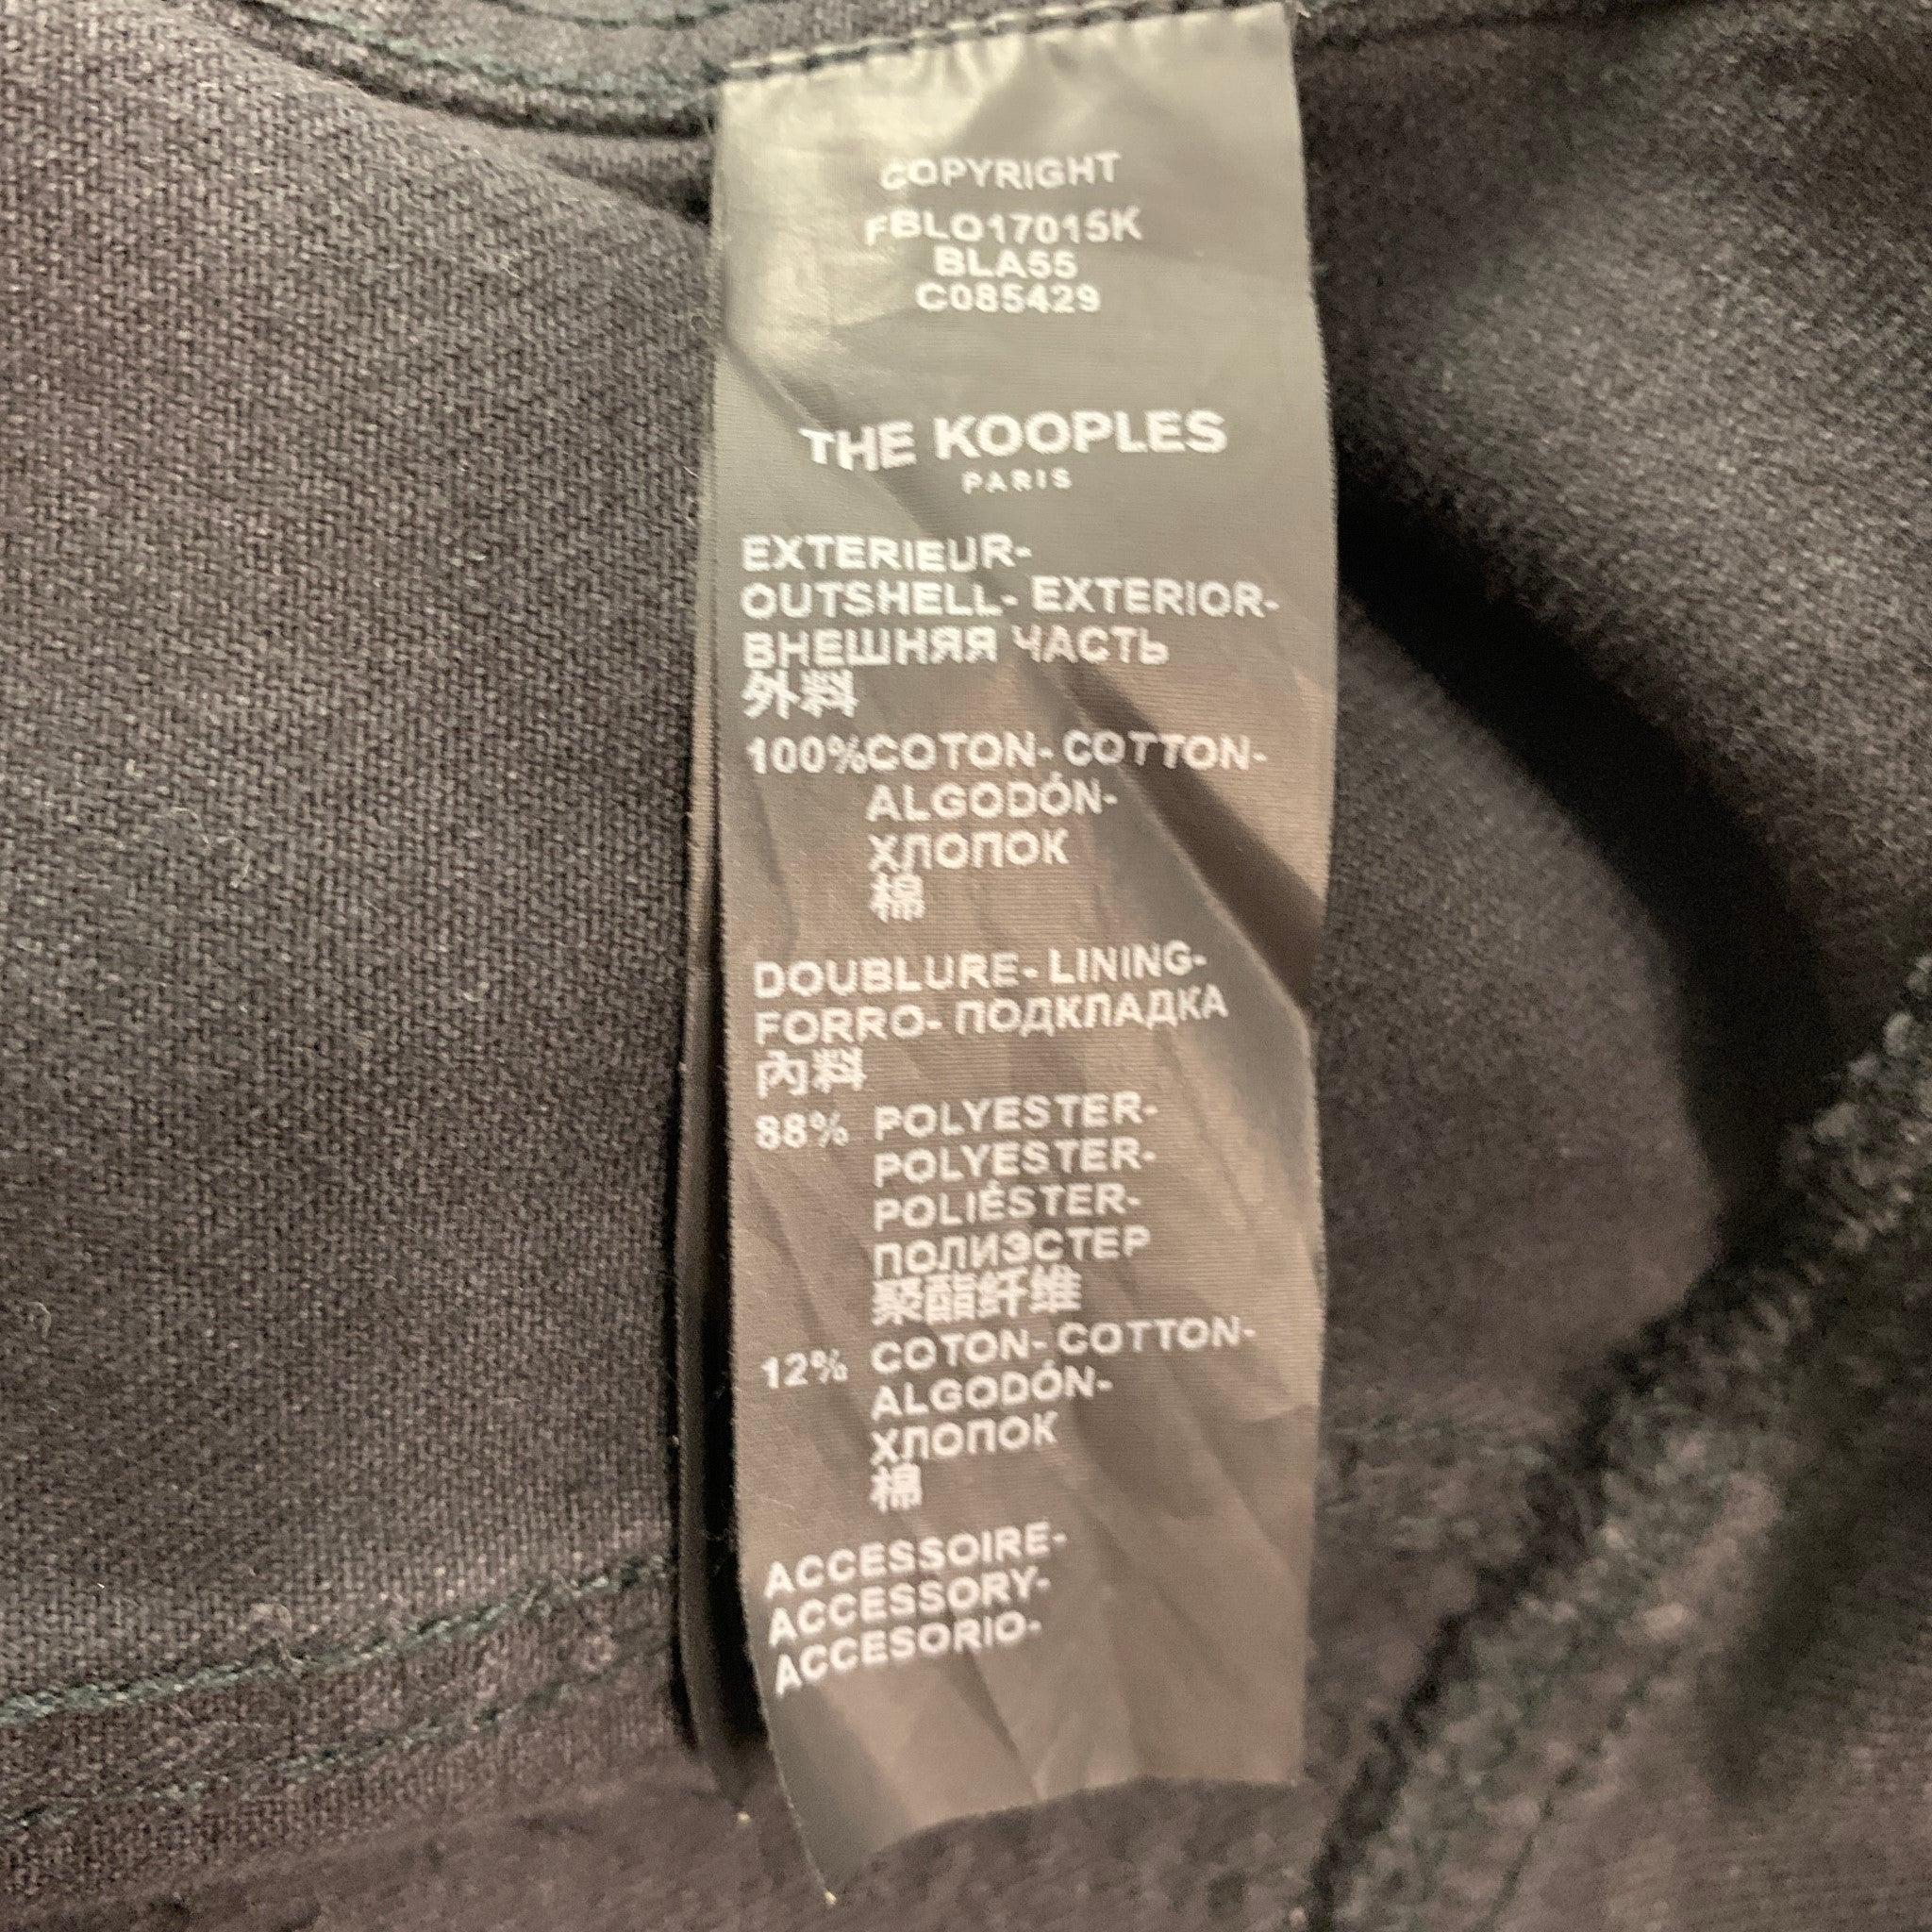 COPYRIGHT
FBLO17015K
BLA55
C085429
THE KOOPLES
PARIS
EXTERIEUR-
OUTSHELL- EXTERIOR-
ВНЕШНЯЯ ЧАСТЬ
外料
100%COTON- COTTON-
ALGODÓN-
ХЛОПОК
棉
DOUBLURE- LINING-
FORRO- ПОДКЛАДКА
內料
88% POLYESTER-
POLYESTER-
POLIÉSTER-
ПОЛИЭСТЕР
聚酯纤维
12% COTON- COTTON-
ALGODÓN-
ХЛОПОК
棉
ACCESSOIRE-
ACCESSORY-
ACCESORIO-